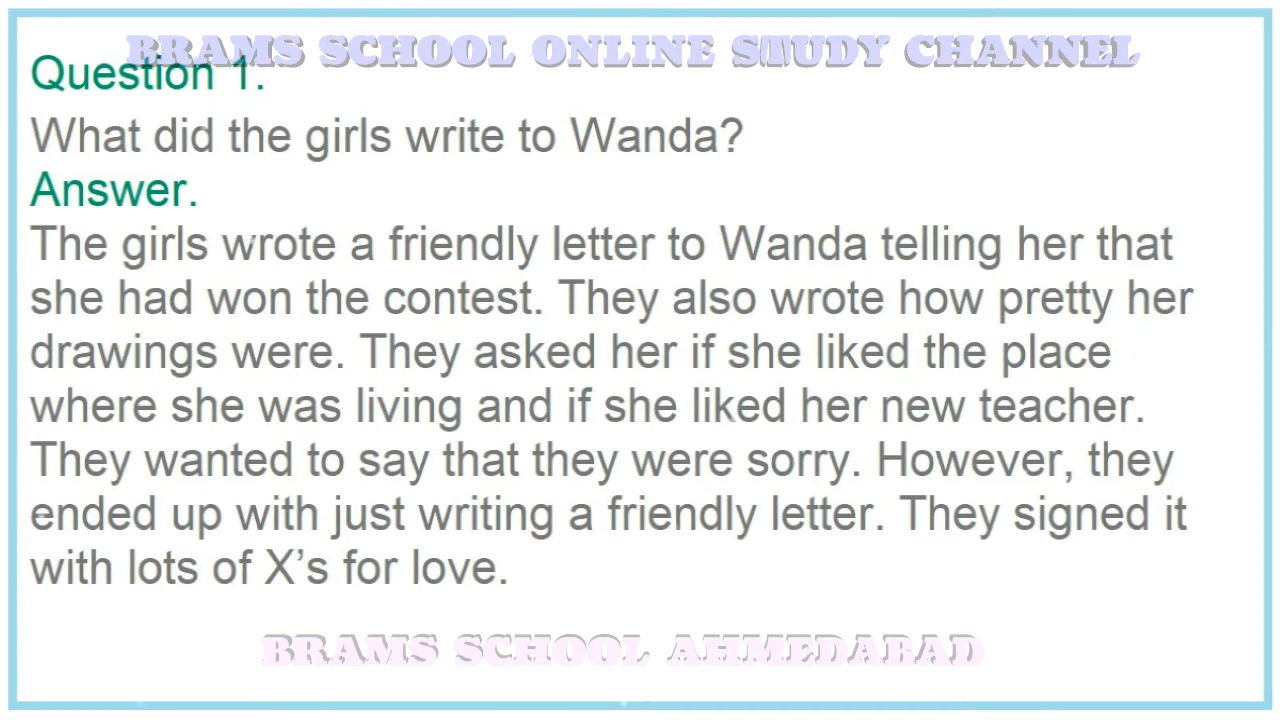 BRAMS SCHOOL ONLINE STUDY CHANNEL
Question 1.
What did the girls write to Wanda?
Answer.
The girls wrote a friendly letter to Wanda telling her that
she had won the contest. They also wrote how pretty her
drawings were. They asked her if she liked the place
where she was living and if she liked her new teacher.
They wanted to say that they were sorry. However, they
ended up with just writing a friendly letter. They signed it
with lots of X’s for love.
BRAMS SCHOOL AHMEDABAD